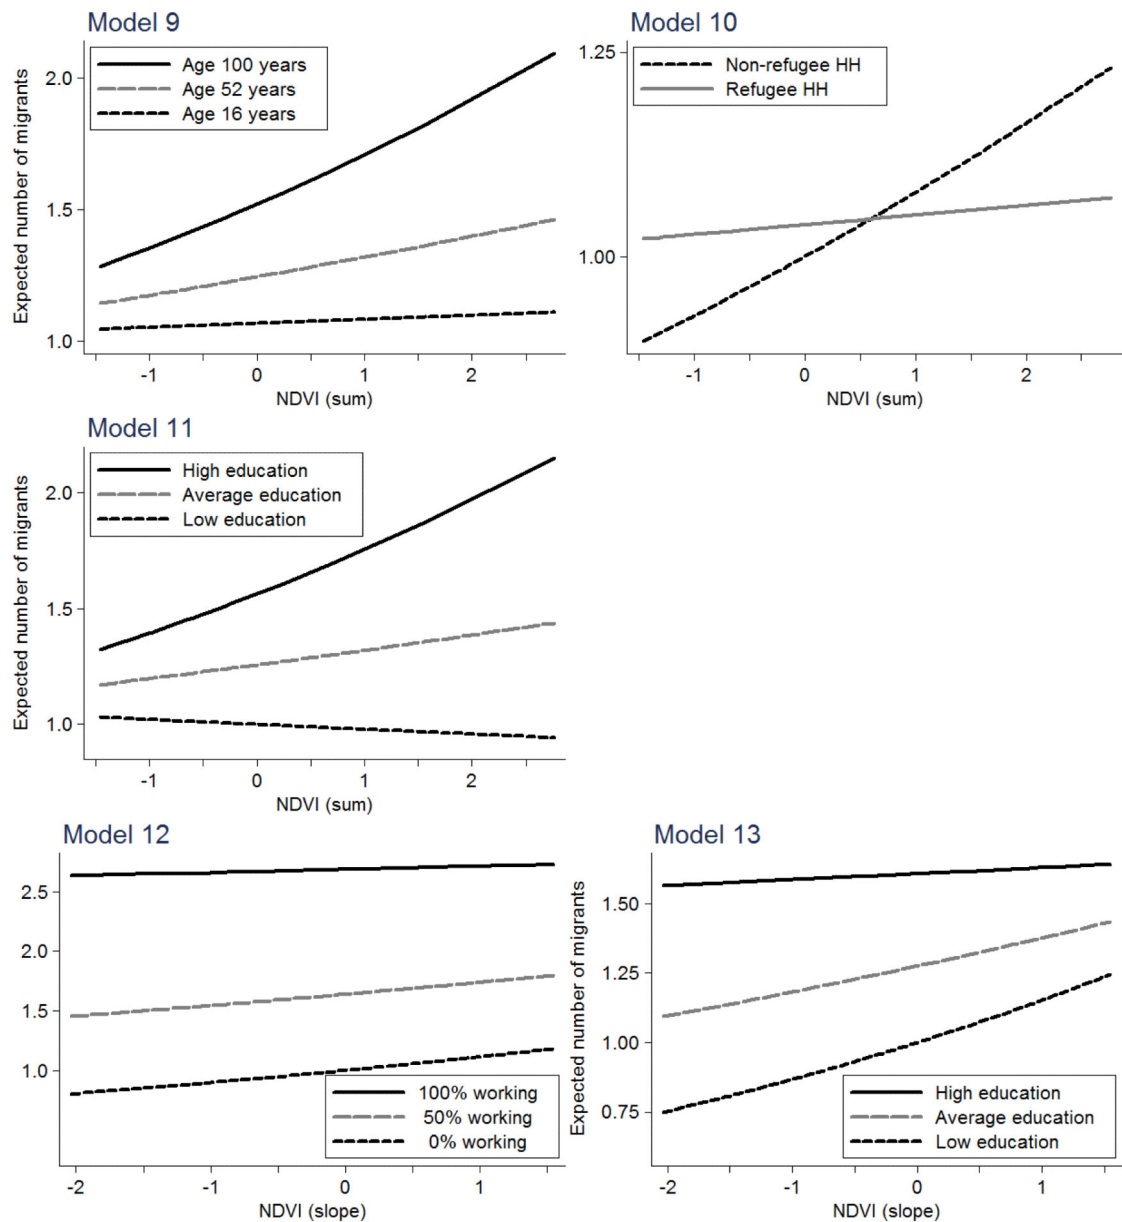 Model 9
Age 100 years
Age 52 years
Age 16 years
Expected number of migrants
2.0
1.5
1.0
-1 0 1 2
NDVI (sum)
Model 10
Non-refugee HH
Refugee HH
1.25
1.00
-1 0 1 2
NDVI (sum)
Model 11
High education
Average education
Low education
Expected number of migrants
2.0
1.5
1.0
-1 0 1 2
NDVI (sum)
Model 12
2.5
2.0
1.5
1.0
100% working
50% working
0% working
-2 -1 0 1
NDVI (slope)
Model 13
Expected number of migrants
1.50
1.25
1.00
0.75
High education
Average education
Low education
-2 -1 0 1
NDVI (slope)